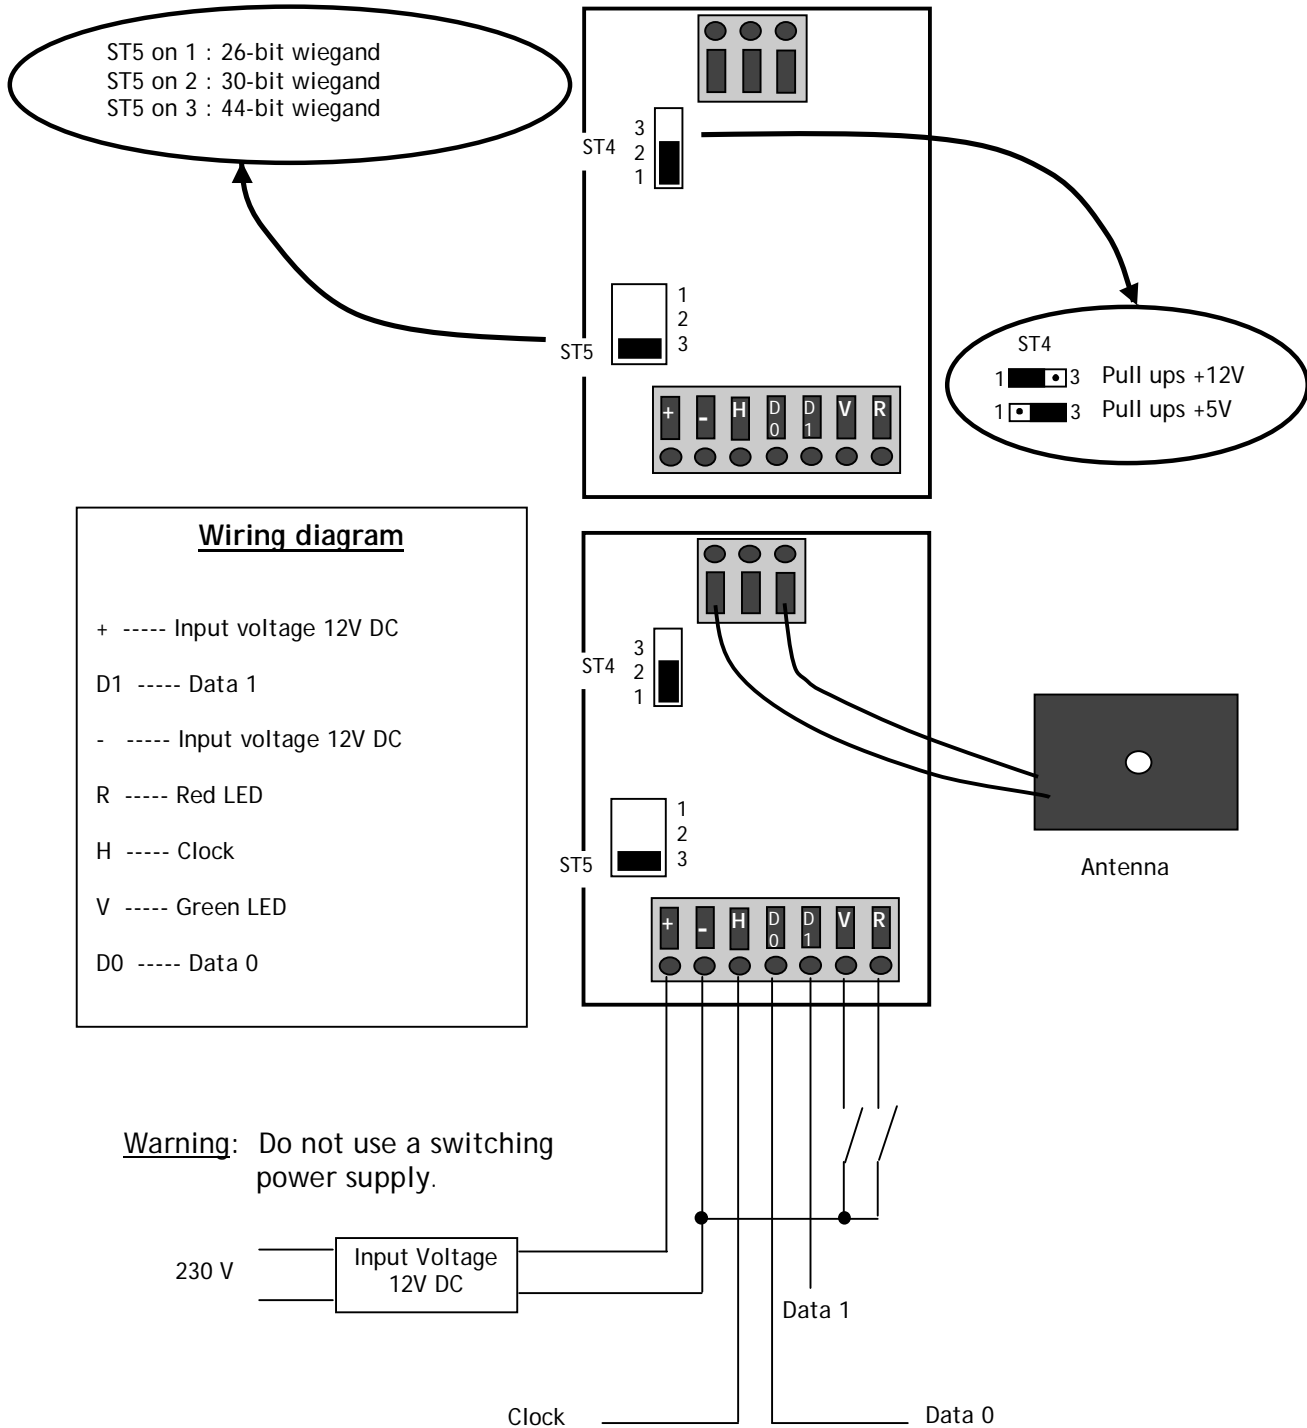 ST5 on 1 : 26-bit wiegand
ST5 on 2 : 30-bit wiegand
ST5 on 3 : 44-bit wiegand
ST4
3
2
1
ST5
1
2
3
+ - H D0 D1 V R
ST4
1 3 Pull ups +12V
1 3 Pull ups +5V
Wiring diagram
+ ----- Input voltage 12V DC
D1 ----- Data 1
- ----- Input voltage 12V DC
R ----- Red LED
H ----- Clock
V ----- Green LED
D0 ----- Data 0
ST4
3
2
1
ST5
1
2
3
+ - H D0 D1 V R
Antenna
Warning: Do not use a switching
power supply.
230 V
Input Voltage
12V DC
Data 1
Clock
Data 0